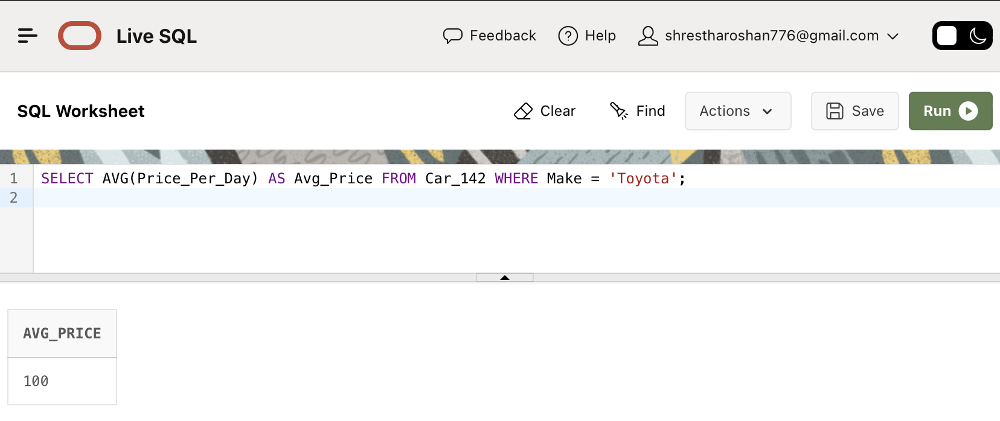 Live SQL Feedback Help shrestharoshan776@gmail.com
SQL Worksheet Clear Find Actions Save Run
1 SELECT AVG(Price_Per_Day) AS Avg_Price FROM Car_142 WHERE Make = 'Toyota';
2
AVG_PRICE
100